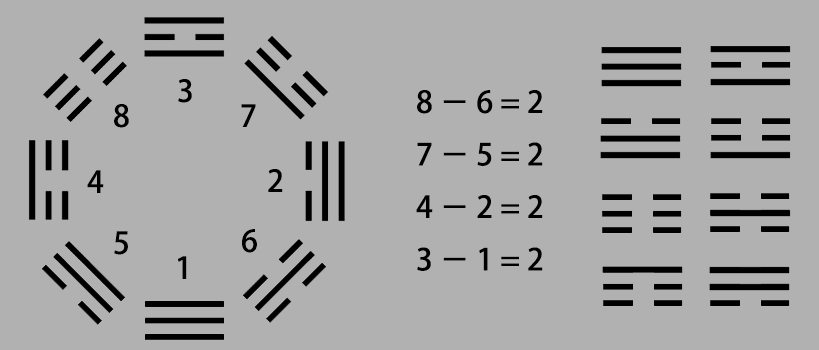 3
8
7
4
2
5
6
1
8 − 6 = 2
7 − 5 = 2
4 − 2 = 2
3 − 1 = 2